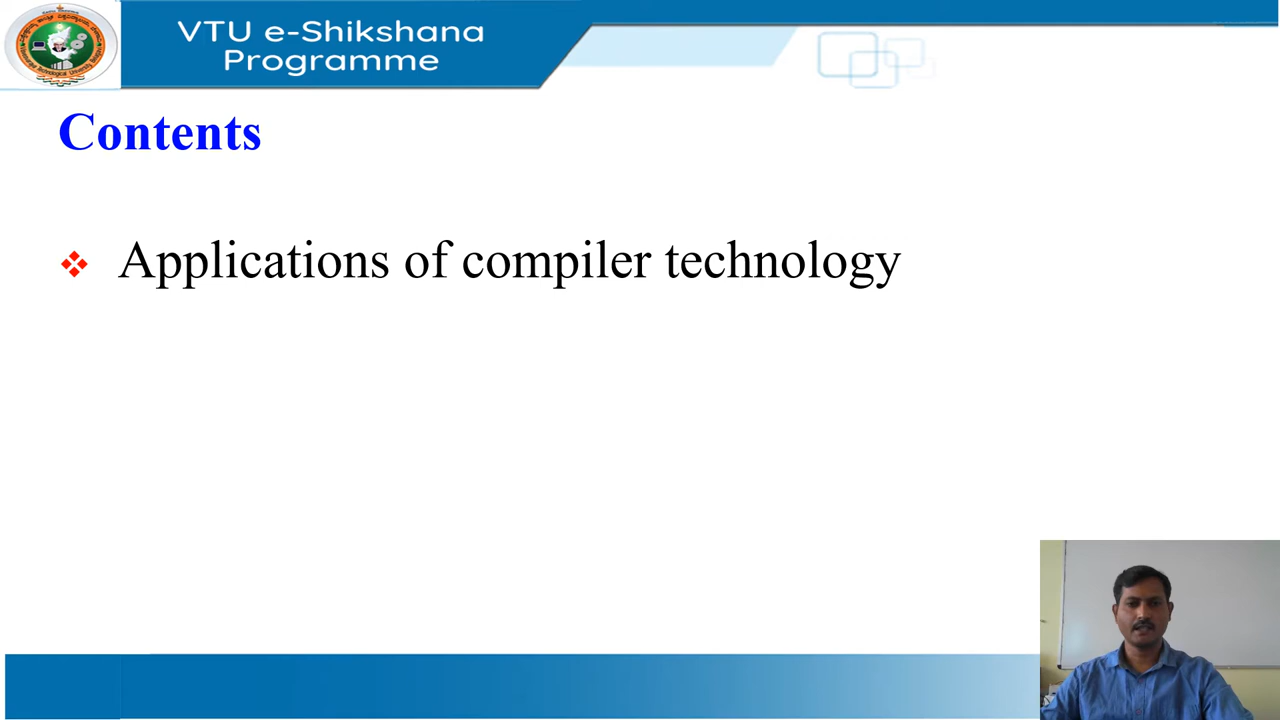 VTU e-Shikshana
Programme
Contents
Applications of compiler technology